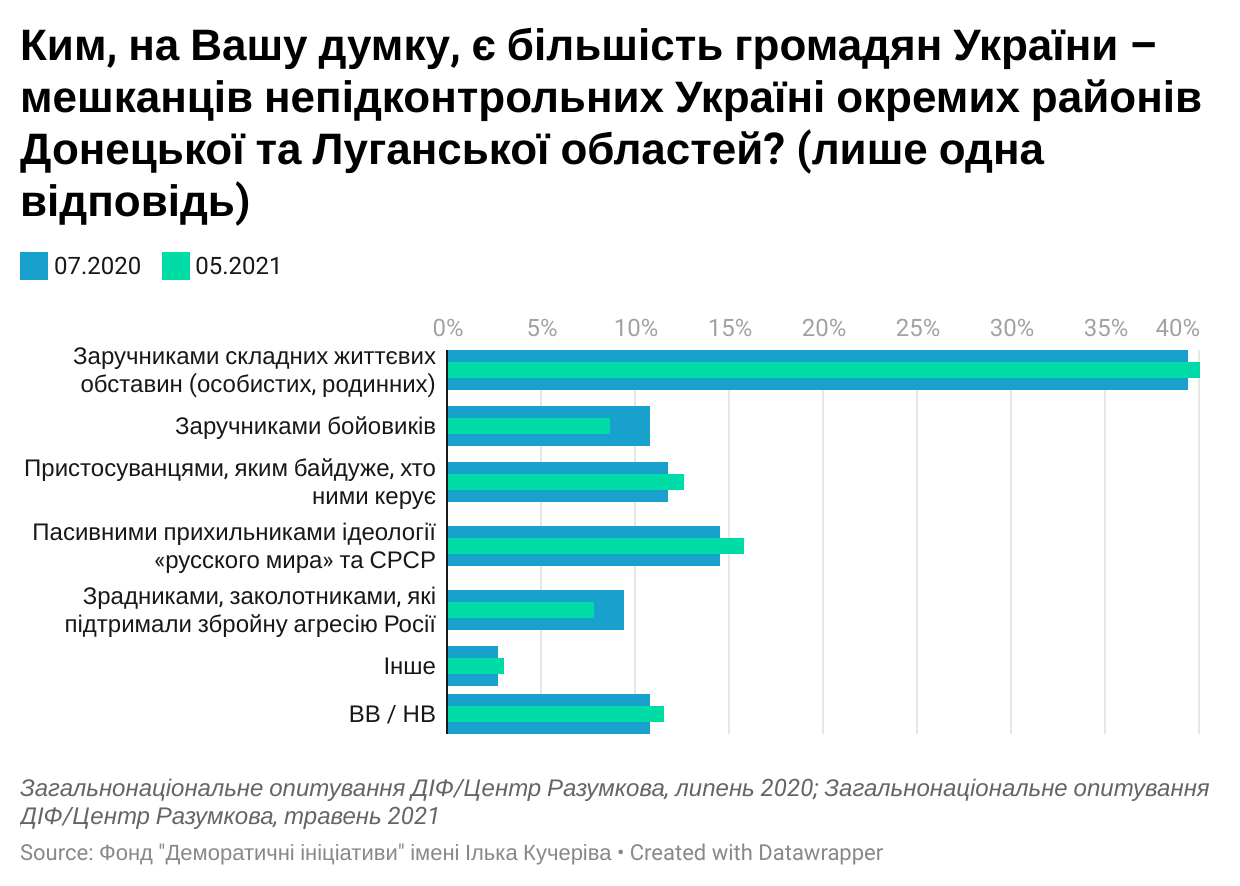 Ким, на Вашу думку, є більшість громадян України −
мешканців непідконтрольних Україні окремих районів
Донецької та Луганської областей? (лише одна
відповідь)
07.2020 05.2021
0% 5% 10% 15% 20% 25% 30% 35% 40%
Заручниками складних життєвих
обставин (особистих, родинних)
Заручниками бойовиків
Пристосуванцями, яким байдуже, хто
ними керує
Пасивними прихильниками ідеології
«русского мира» та СРСР
Зрадниками, заколотниками, які
підтримали збройну агресію Росії
Інше
ВВ / НВ
Загальнонаціональне опитування ДІФ/Центр Разумкова, липень 2020; Загальнонаціональне опитування
ДІФ/Центр Разумкова, травень 2021
Source: Фонд "Деморатичні ініціативи" імені Ілька Кучеріва • Created with Datawrapper